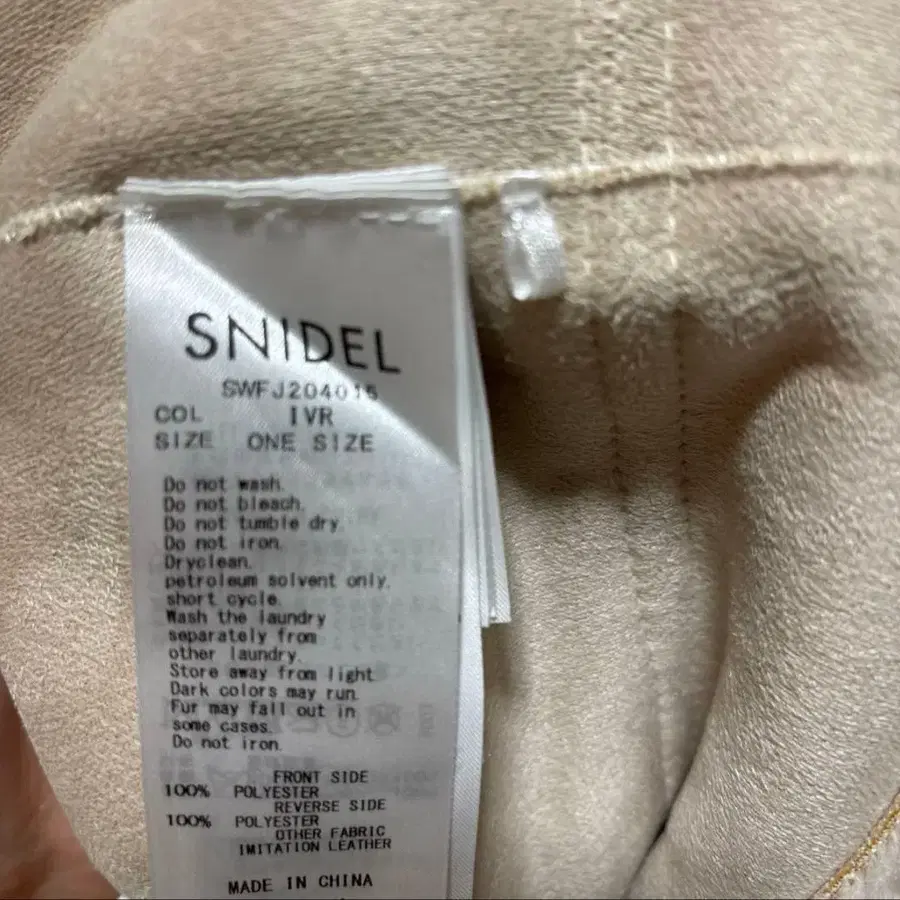 SNIDEL
SWFJ204015
COL IVR
SIZE ONE SIZE
Do not wash.
Do not bleach.
Do not tumble dry.
Do not iron.
Dryclean.
petroleum solvent only.
short cycle.
Wash the laundry
separately from
other laundry.
Store away from light
Dark colors may run.
Fur may fall out in
some cases.
Do not iron.
FRONT SIDE
100% POLYESTER
REVERSE SIDE
100% POLYESTER
OTHER FABRIC
IMITATION LEATHER
MADE IN CHINA